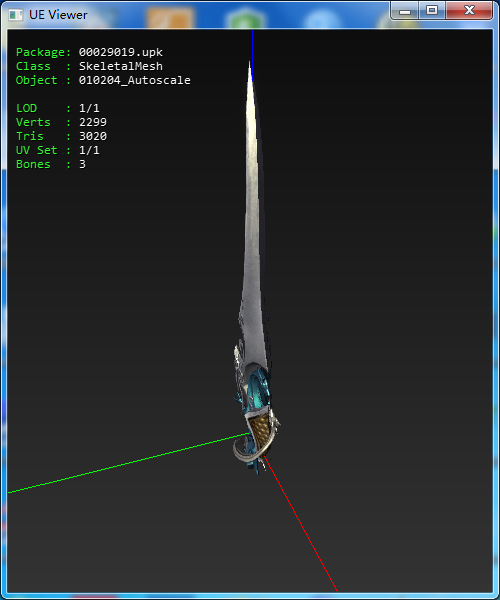 UE Viewer
Package: 00029019.upk
Class : SkeletalMesh
Object : 010204_Autoscale
LOD : 1/1
Verts : 2299
Tris : 3020
UV Set : 1/1
Bones : 3